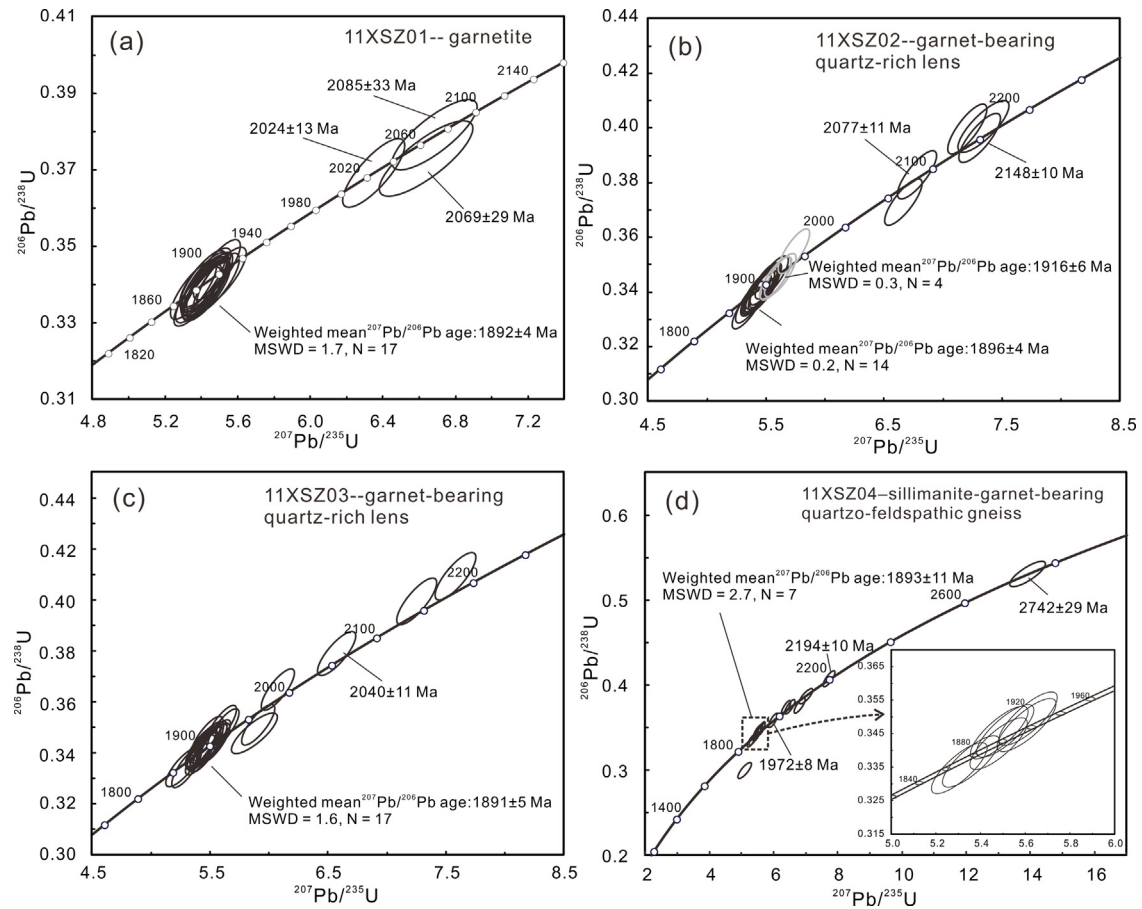 (a)
11XSZ01-- garnetite
0.41
0.39
0.37
0.35
0.33
0.31
²⁰⁶Pb/²³⁸U
4.8 5.2 5.6 6.0 6.4 6.8 7.2
²⁰⁷Pb/²³⁵U
2140
2100
2060
2020
1980
1940
1900
1860
1820
2085±33 Ma
2024±13 Ma
2069±29 Ma
Weighted mean²⁰⁷Pb/²⁰⁶Pb age:1892±4 Ma
MSWD = 1.7, N = 17
(b)
11XSZ02--garnet-bearing
quartz-rich lens
0.44
0.42
0.40
0.38
0.36
0.34
0.32
0.30
²⁰⁶Pb/²³⁸U
4.5 5.5 6.5 7.5 8.5
²⁰⁷Pb/²³⁵U
2200
2100
2000
1900
1800
2077±11 Ma
2148±10 Ma
Weighted mean²⁰⁷Pb/²⁰⁶Pb age:1916±6 Ma
MSWD = 0.3, N = 4
Weighted mean²⁰⁷Pb/²⁰⁶Pb age:1896±4 Ma
MSWD = 0.2, N = 14
(c)
11XSZ03--garnet-bearing
quartz-rich lens
0.44
0.42
0.40
0.38
0.36
0.34
0.32
0.30
²⁰⁶Pb/²³⁸U
4.5 5.5 6.5 7.5 8.5
²⁰⁷Pb/²³⁵U
2200
2100
2000
1900
1800
2040±11 Ma
Weighted mean²⁰⁷Pb/²⁰⁶Pb age:1891±5 Ma
MSWD = 1.6, N = 17
(d)
11XSZ04–sillimanite-garnet-bearing
quartzo-feldspathic gneiss
0.6
0.5
0.4
0.3
0.2
²⁰⁶Pb/²³⁸U
2 4 6 8 10 12 14 16
²⁰⁷Pb/²³⁵U
Weighted mean²⁰⁷Pb/²⁰⁶Pb age:1893±11 Ma
MSWD = 2.7, N = 7
2600
2742±29 Ma
2194±10 Ma
2200
1800
1972±8 Ma
1400
0.365
0.355
0.345
0.335
0.325
0.315
5.0 5.2 5.4 5.6 5.8 6.0
1960
1920
1880
1840